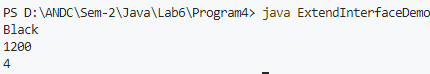 PS D:\ANDC\Sem-2\Java\Lab6\Program4> java ExtendInterfaceDemo
Black
1200
4